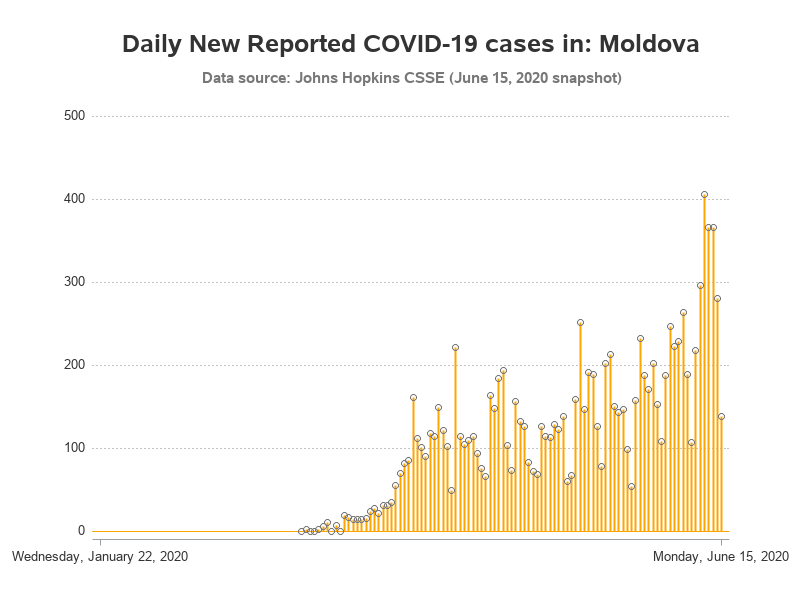 Daily New Reported COVID-19 cases in: Moldova
Data source: Johns Hopkins CSSE (June 15, 2020 snapshot)
500
400
300
200
100
0
Wednesday, January 22, 2020 Monday, June 15, 2020